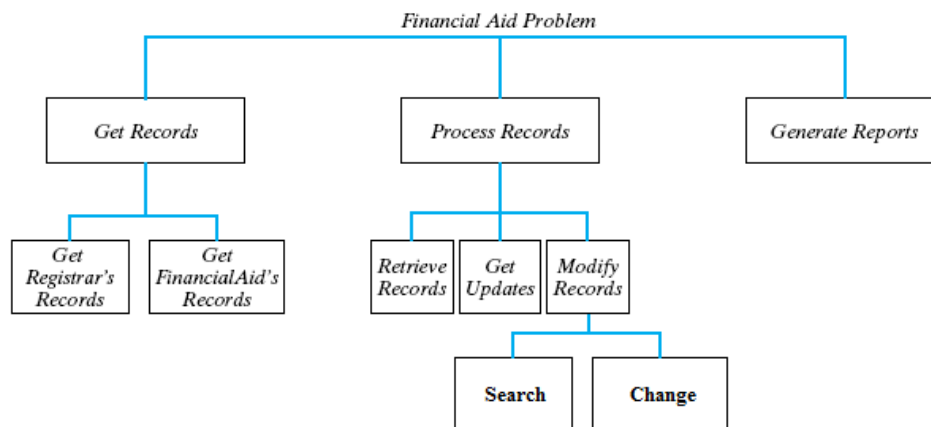 Financial Aid Problem
Get Records
Process Records
Generate Reports
Get
Registrar's
Records
Get
FinancialAid's
Records
Retrieve
Records
Get
Updates
Modify
Records
Search
Change